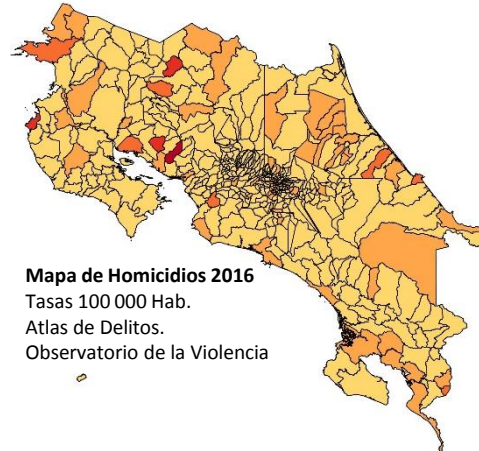 Mapa de Homicidios 2016
Tasas 100 000 Hab.
Atlas de Delitos.
Observatorio de la Violencia